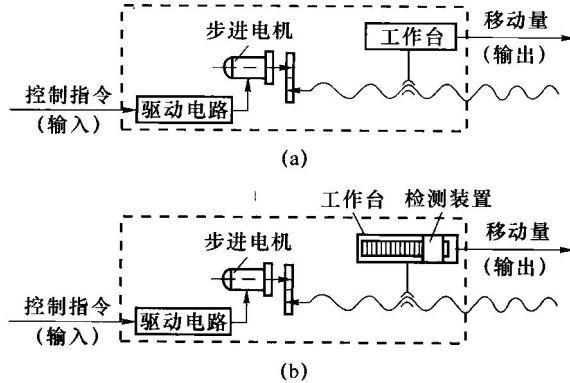 步进电机
工作台
移动量
(输出)
控制指令
(输入)
驱动电路
(a)
工作台
检测装置
步进电机
移动量
(输出)
控制指令
(输入)
驱动电路
(b)